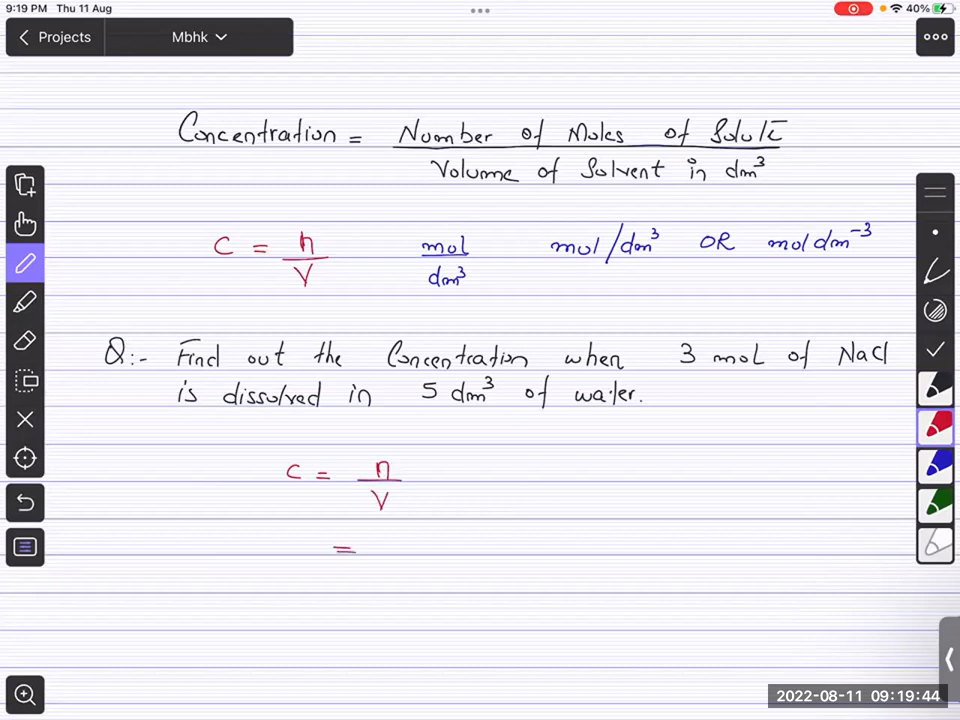 9:19 PM Thu 11 Aug
40%
Projects
Mbhk
Concentration = Number of Moles of Solute
Volume of Solvent in dm³
C = n/V mol/dm³ mol/dm³ OR mol dm⁻³
Q:- Find out the Concentration when 3 mol of NaCl
is dissolved in 5 dm³ of water.
C = n/V
=
2022-08-11 09:19:44